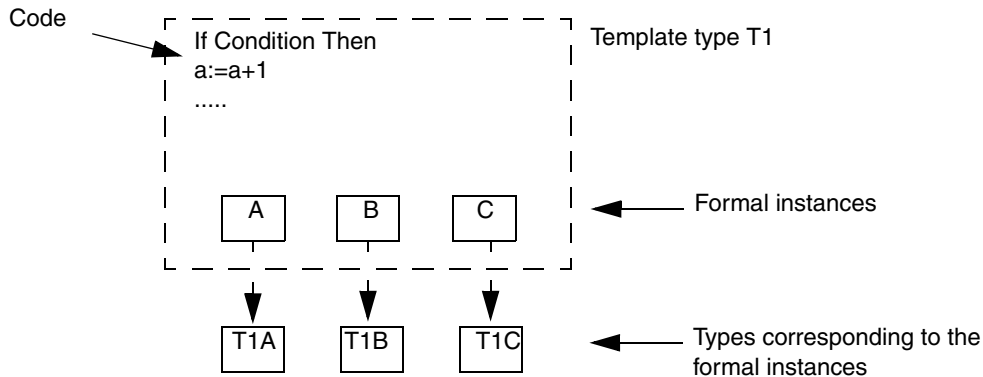 Code
If Condition Then
a:=a+1
.....
Template type T1
A
B
C
Formal instances
T1A
T1B
T1C
Types corresponding to the
formal instances